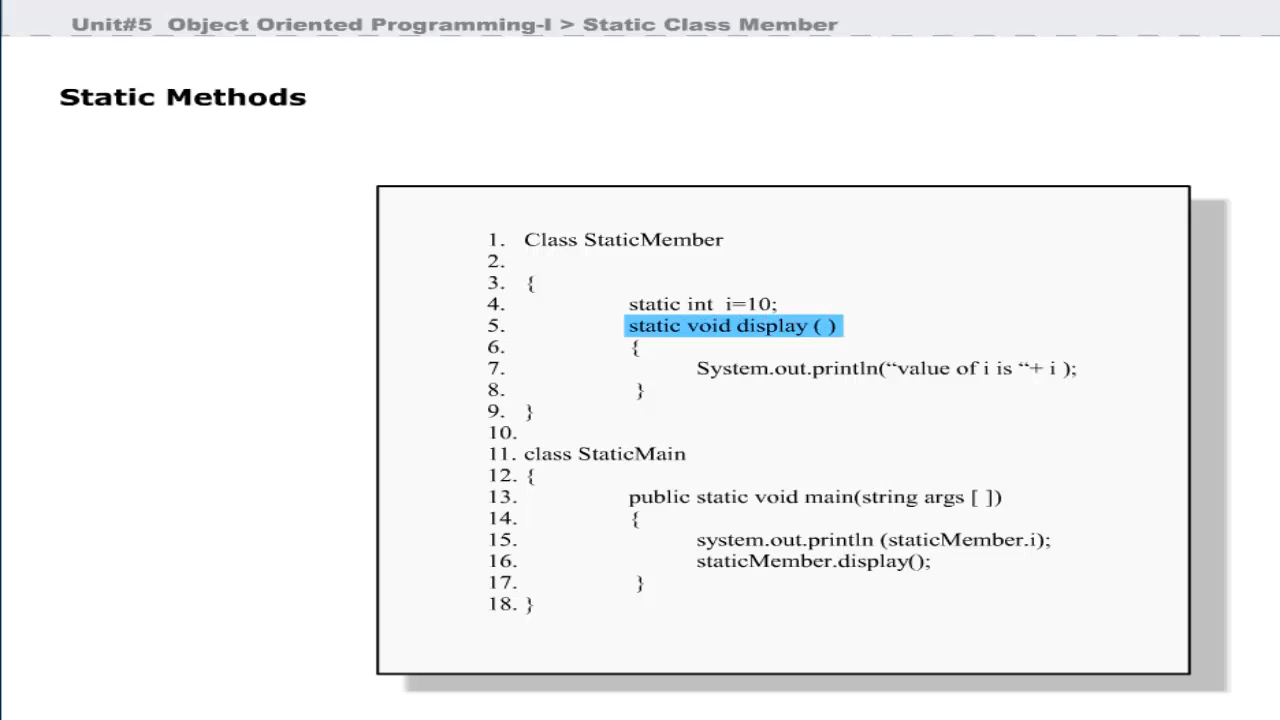 Unit#5 Object Oriented Programming-I > Static Class Member
Static Methods
1. Class StaticMember
2.
3. {
4. static int i=10;
5. static void display ( )
6. {
7. System.out.println(“value of i is “+ i );
8. }
9. }
10.
11. class StaticMain
12. {
13. public static void main(string args [ ])
14. {
15. system.out.println (staticMember.i);
16. staticMember.display();
17. }
18. }